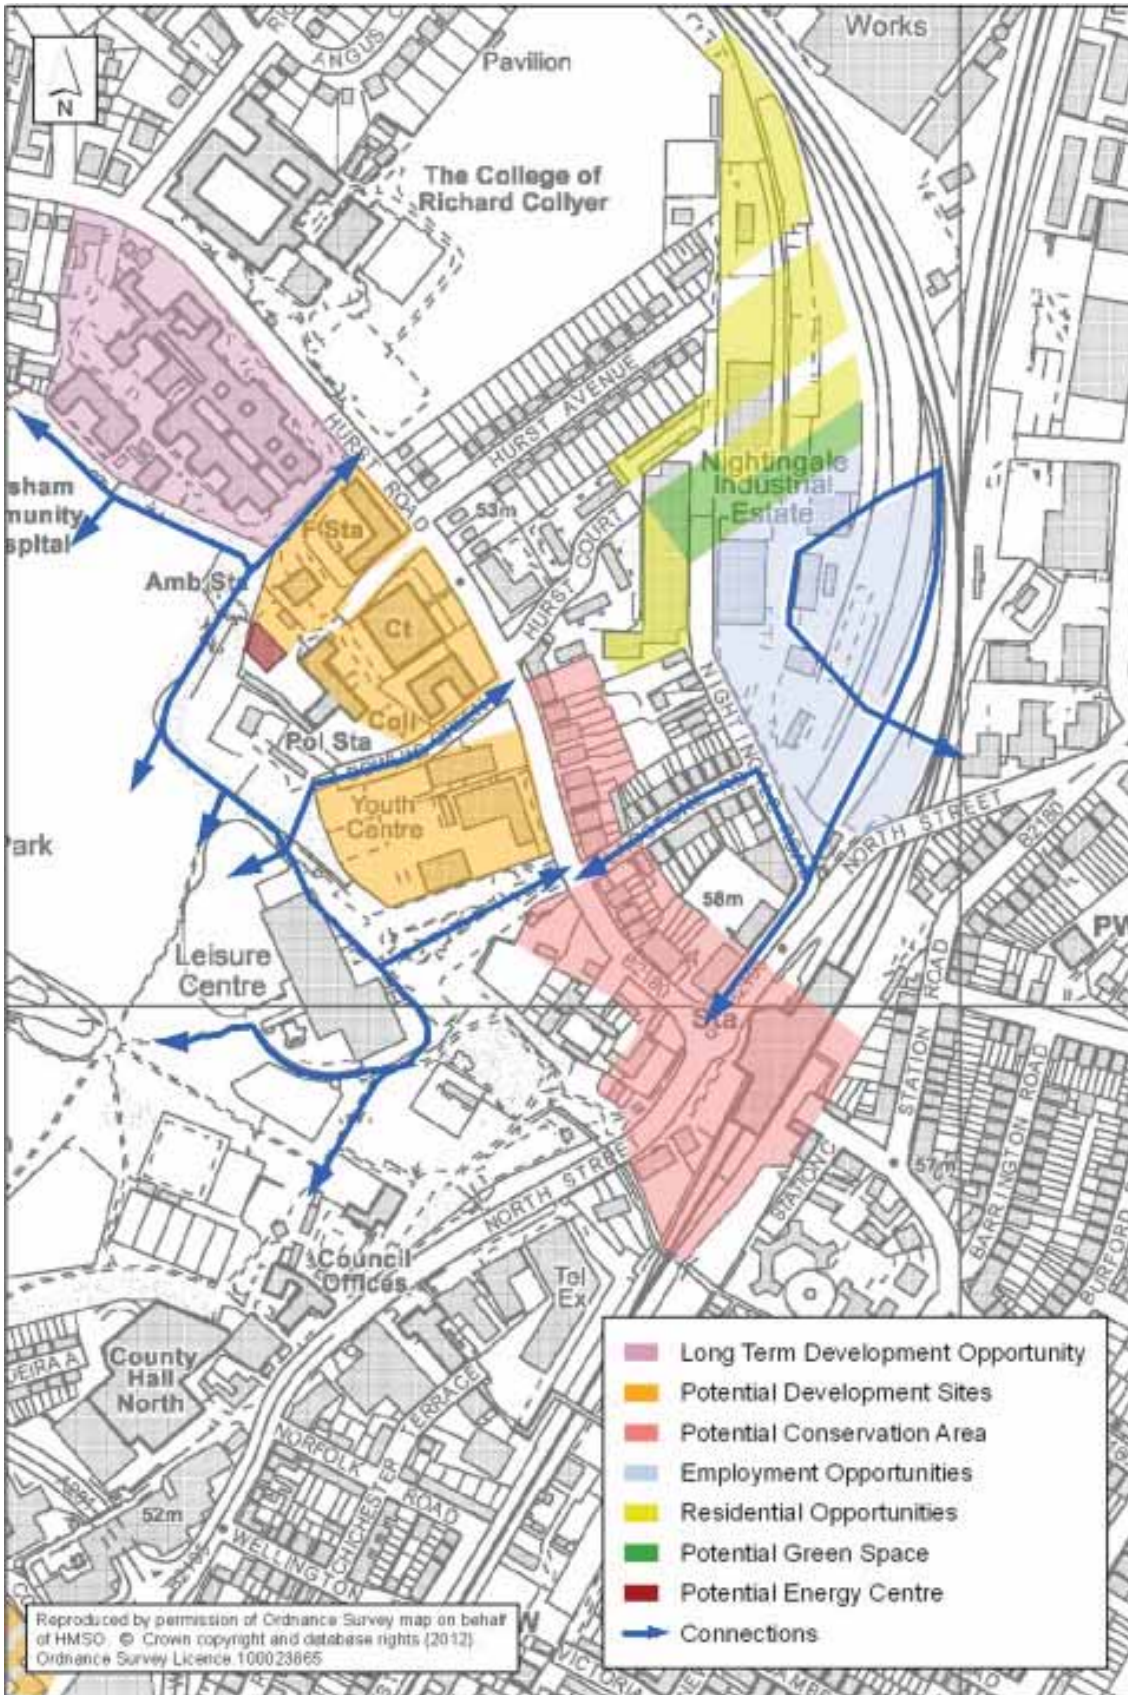 Works
ANGUS C
Pavilion
N
The College of
Richard Collyer
HURST AVENUE
HURST ROAD
sham
munity
spital
53m
Nightingale
Industrial
Estate
F Sta
HURST COURT
Amb Sta
Ct
Coll
Pol Sta
Youth
Centre
NORTH STREET
B2180
Park
58m
PW
Leisure
Centre
B2180
Sta
STATION ROAD
BARRINGTON ROAD
57m
NORTH STREE
Council
Offices
Tel
Ex
County
Hall
North
EIRA A
NORFOLK
TERRACE
CHICHESTER
ROAD
52m
B2195
WELLINGTON
Long Term Development Opportunity
Potential Development Sites
Potential Conservation Area
Employment Opportunities
Residential Opportunities
Potential Green Space
Potential Energy Centre
Connections
Reproduced by permission of Ordnance Survey map on behalf
of HMSO. © Crown copyright and database rights (2012)
Ordnance Survey Licence.100023865
VICTORIA